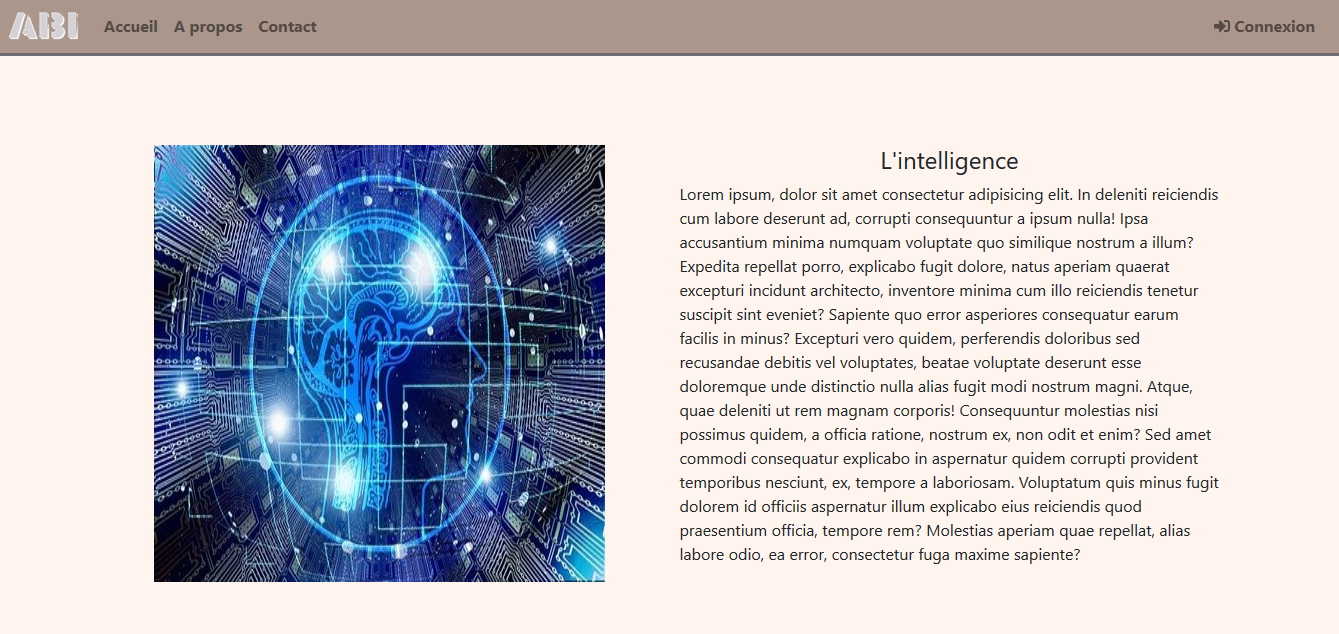 ABI Accueil A propos Contact Connexion
L'intelligence
Lorem ipsum, dolor sit amet consectetur adipisicing elit. In deleniti reiciendis
cum labore deserunt ad, corrupti consequuntur a ipsum nulla! Ipsa
accusantium minima numquam voluptate quo similique nostrum a illum?
Expedita repellat porro, explicabo fugit dolore, natus aperiam quaerat
excepturi incidunt architecto, inventore minima cum illo reiciendis tenetur
suscipit sint eveniet? Sapiente quo error asperiores consequatur earum
facilis in minus? Excepturi vero quidem, perferendis doloribus sed
recusandae debitis vel voluptates, beatae voluptate deserunt esse
doloremque unde distinctio nulla alias fugit modi nostrum magni. Atque,
quae deleniti ut rem magnam corporis! Consequuntur molestias nisi
possimus quidem, a officia ratione, nostrum ex, non odit et enim? Sed amet
commodi consequatur explicabo in aspernatur quidem corrupti provident
temporibus nesciunt, ex, tempore a laboriosam. Voluptatum quis minus fugit
dolorem id officiis aspernatur illum explicabo eius reiciendis quod
praesentium officia, tempore rem? Molestias aperiam quae repellat, alias
labore odio, ea error, consectetur fuga maxime sapiente?